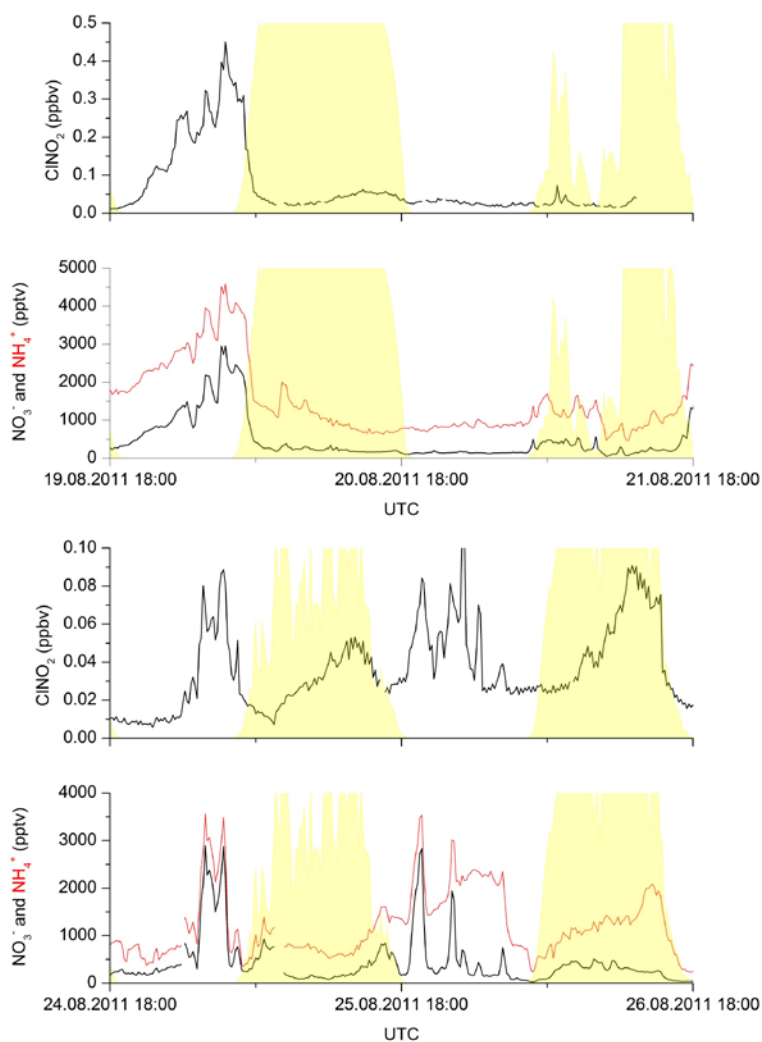 ClNO₂ (ppbv)
0.5
0.4
0.3
0.2
0.1
0.0
NO₃⁻ and NH₄⁺ (pptv)
5000
4000
3000
2000
1000
0
19.08.2011 18:00 20.08.2011 18:00 21.08.2011 18:00
UTC
ClNO₂ (ppbv)
0.10
0.08
0.06
0.04
0.02
0.00
NO₃⁻ and NH₄⁺ (pptv)
4000
3000
2000
1000
0
24.08.2011 18:00 25.08.2011 18:00 26.08.2011 18:00
UTC